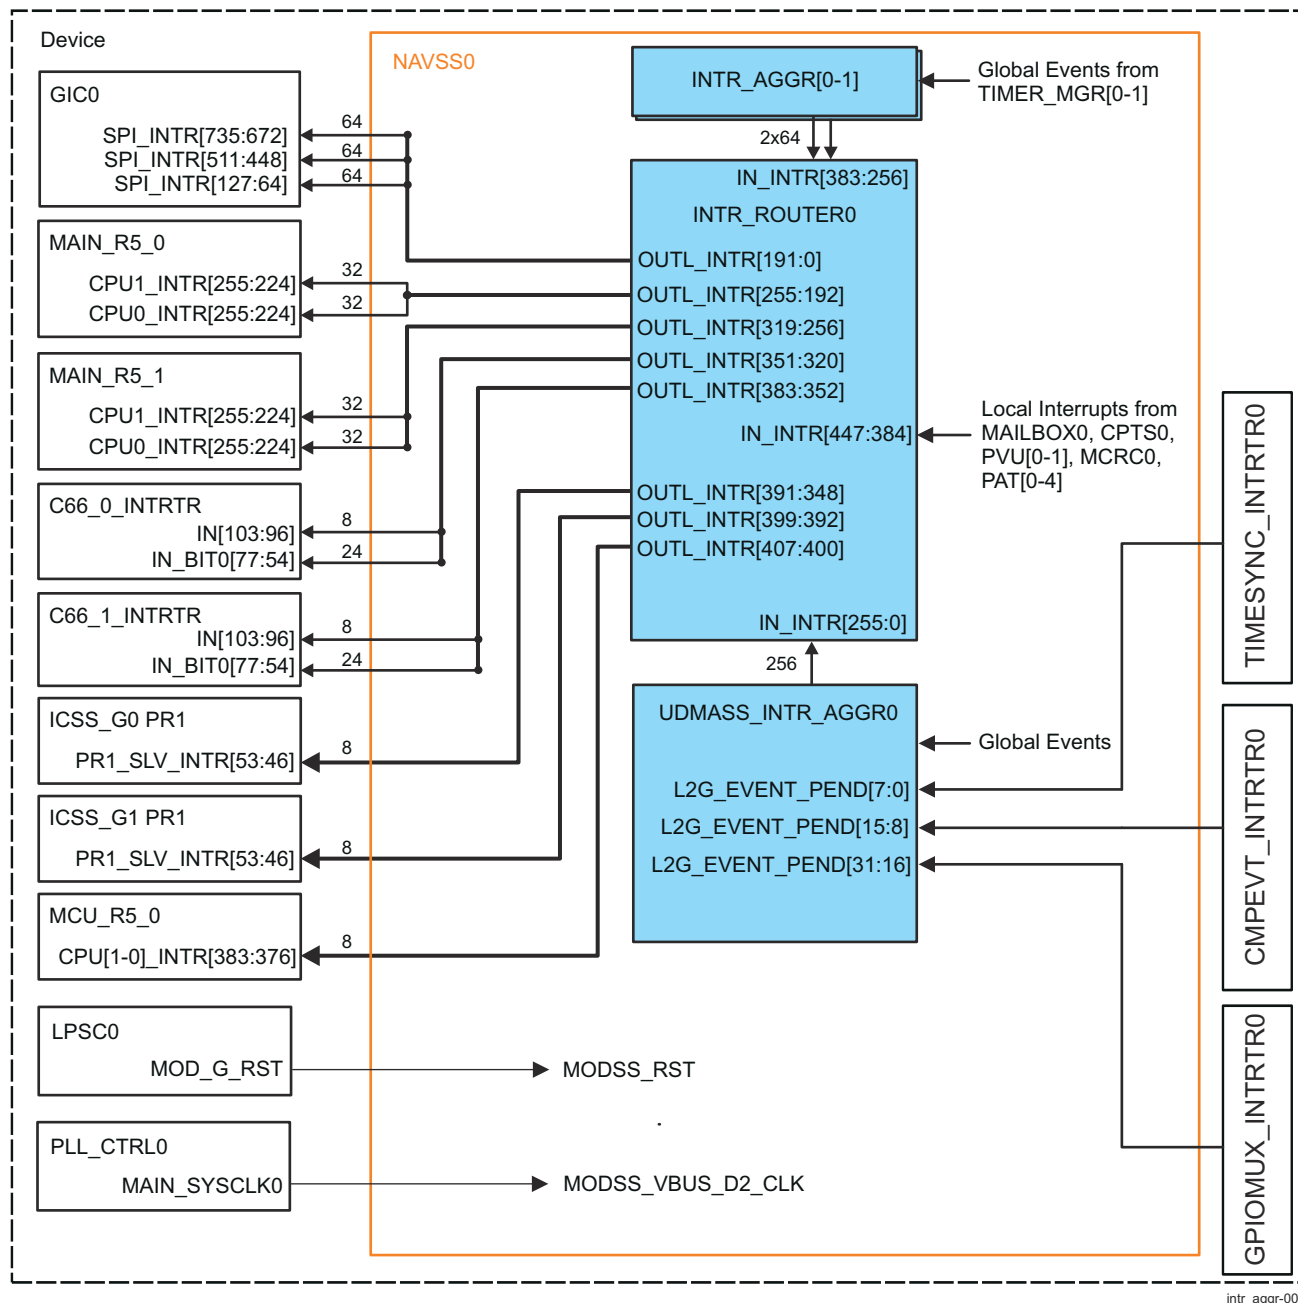 Device
NAVSS0
GIC0
SPI_INTR[735:672]
SPI_INTR[511:448]
SPI_INTR[127:64]
64
64
64
MAIN_R5_0
CPU1_INTR[255:224]
CPU0_INTR[255:224]
32
32
MAIN_R5_1
CPU1_INTR[255:224]
CPU0_INTR[255:224]
32
32
C66_0_INTRTR
IN[103:96]
IN_BIT0[77:54]
8
24
C66_1_INTRTR
IN[103:96]
IN_BIT0[77:54]
8
24
ICSS_G0 PR1
PR1_SLV_INTR[53:46]
8
ICSS_G1 PR1
PR1_SLV_INTR[53:46]
8
MCU_R5_0
CPU[1-0]_INTR[383:376]
8
LPSC0
MOD_G_RST
MODSS_RST
.
PLL_CTRL0
MAIN_SYSCLK0
MODSS_VBUS_D2_CLK
INTR_AGGR[0-1]
Global Events from
TIMER_MGR[0-1]
2x64
IN_INTR[383:256]
INTR_ROUTER0
OUTL_INTR[191:0]
OUTL_INTR[255:192]
OUTL_INTR[319:256]
OUTL_INTR[351:320]
OUTL_INTR[383:352]
IN_INTR[447:384]
Local Interrupts from
MAILBOX0, CPTS0,
PVU[0-1], MCRC0,
PAT[0-4]
OUTL_INTR[391:348]
OUTL_INTR[399:392]
OUTL_INTR[407:400]
IN_INTR[255:0]
256
UDMASS_INTR_AGGR0
Global Events
L2G_EVENT_PEND[7:0]
L2G_EVENT_PEND[15:8]
L2G_EVENT_PEND[31:16]
TIMESYNC_INTRTR0
CMPEVT_INTRTR0
GPIOMUX_INTRTR0
intr_aggr-00